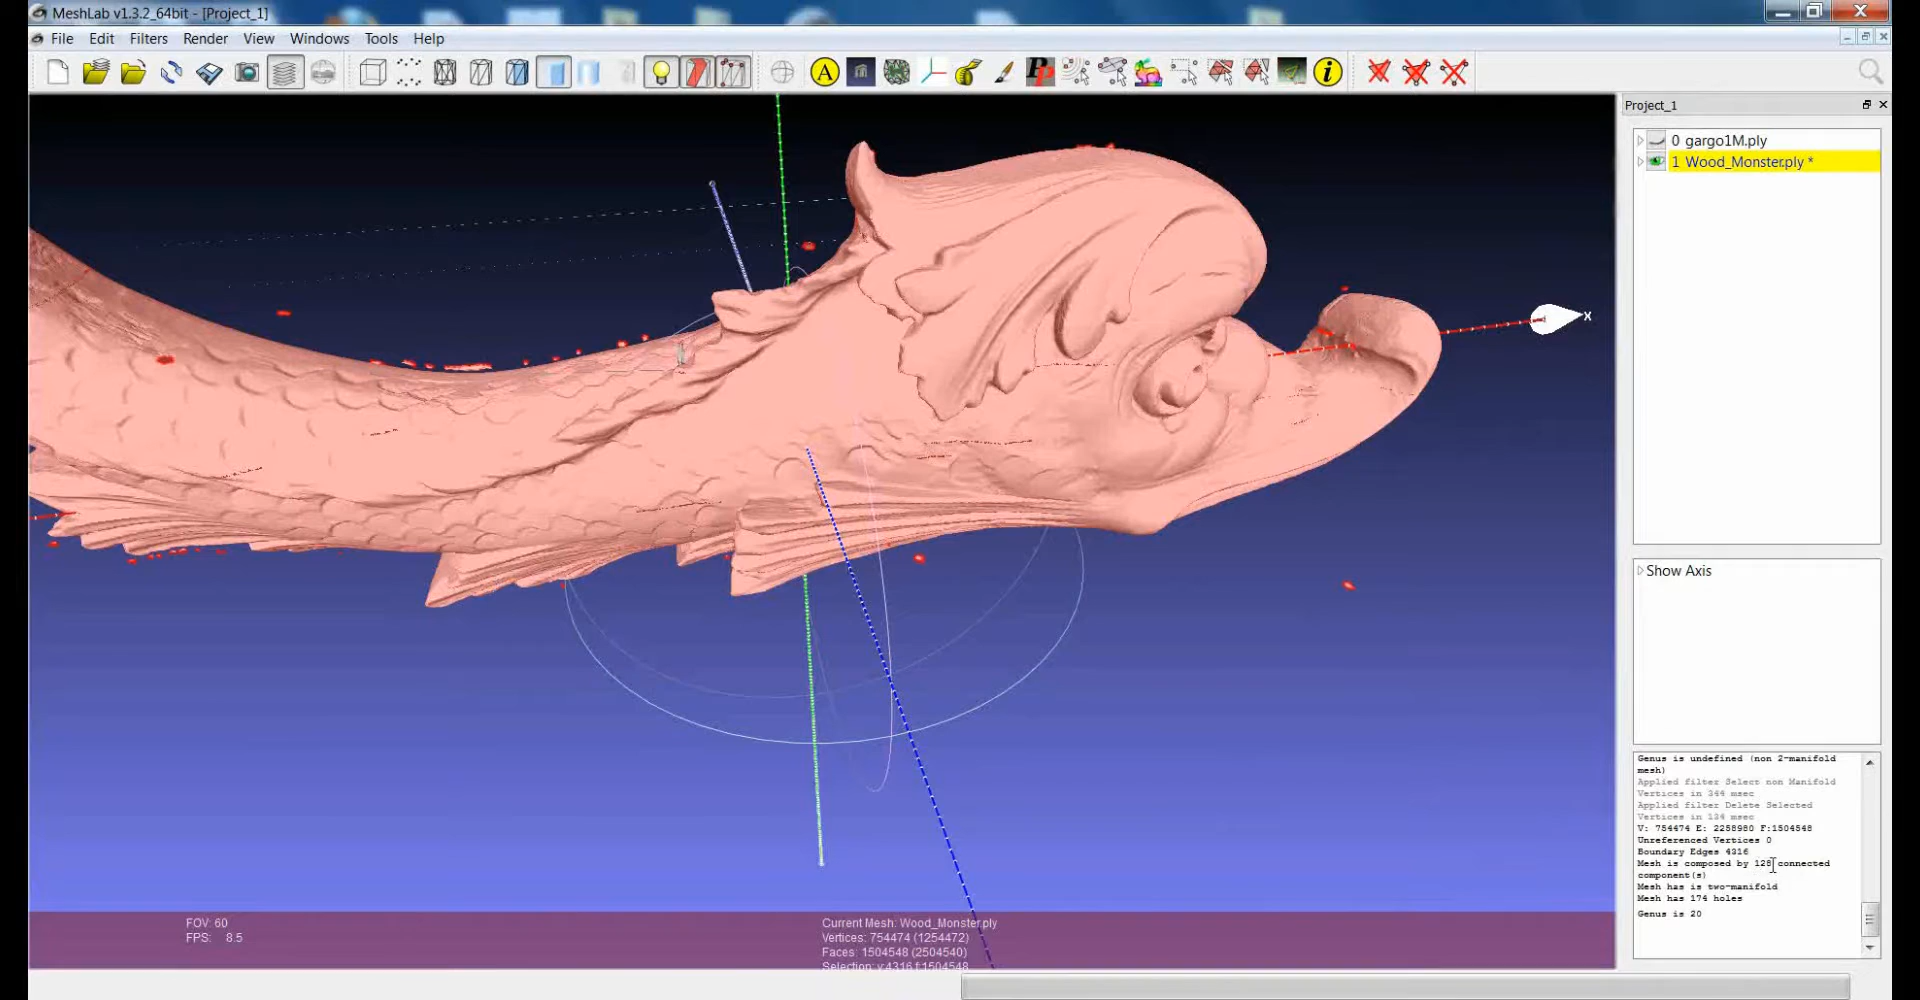 MeshLab v1.3.2_64bit - [Project_1]
File Edit Filters Render View Windows Tools Help
A
i
Project_1
0 gargo1M.ply
1 Wood_Monster.ply *
x
Show Axis
Genus is undefined (non 2-manifold
mesh)
Applied filter Select non Manifold
Vertices in 344 msec
Applied filter Delete Selected
Vertices in 134 msec
V: 754474 E: 2258980 F:1504548
Unreferenced Vertices 0
Boundary Edges 4316
Mesh is composed by 128 connected
component(s)
Mesh has is two-manifold
Mesh has 174 holes
Genus is 20
FOV: 60
FPS: 8.5
Current Mesh: Wood_Monster.ply
Vertices: 754474 (1254472)
Faces: 1504548 (2504540)
Selection: v:4316 f:1504548